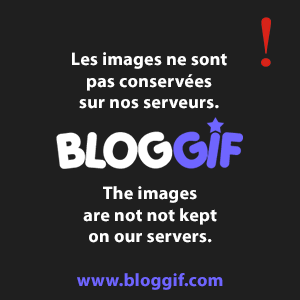 !
Les images ne sont
pas conservées
sur nos serveurs.
BLOGGIF
The images
are not not kept
on our servers.
www.bloggif.com